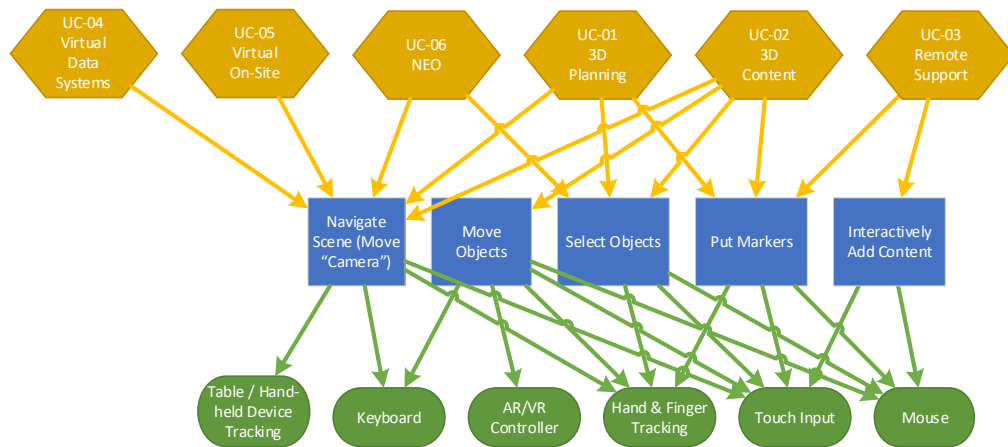 UC-04
Virtual
Data
Systems
UC-05
Virtual
On-Site
UC-06
NEO
UC-01
3D
Planning
UC-02
3D
Content
UC-03
Remote
Support
Navigate
Scene (Move
“Camera”)
Move
Objects
Select Objects
Put Markers
Interactively
Add Content
Table / Hand-
held Device
Tracking
Keyboard
AR/VR
Controller
Hand & Finger
Tracking
Touch Input
Mouse